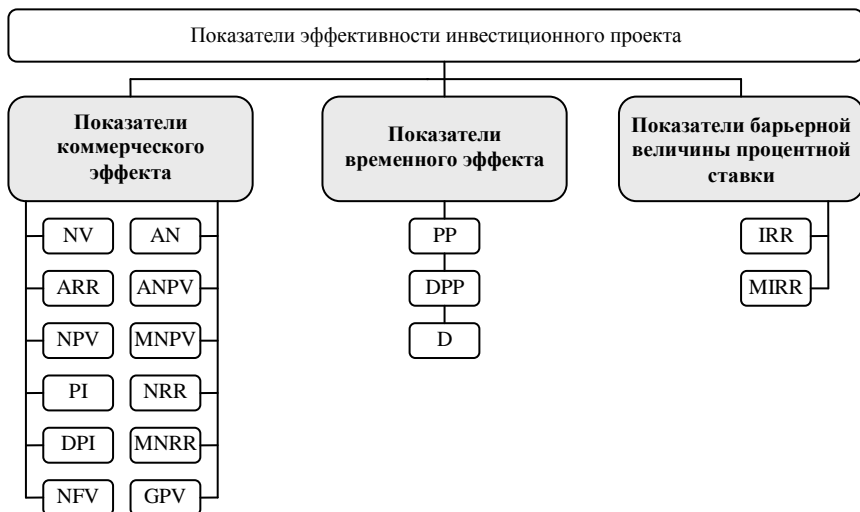 Показатели эффективности инвестиционного проекта
Показатели
коммерческого
эффекта
Показатели
временного эффекта
Показатели барьерной
величины процентной
ставки
NV
AN
ARR
ANPV
NPV
MNPV
PI
NRR
DPI
MNRR
NFV
GPV
PP
DPP
D
IRR
MIRR